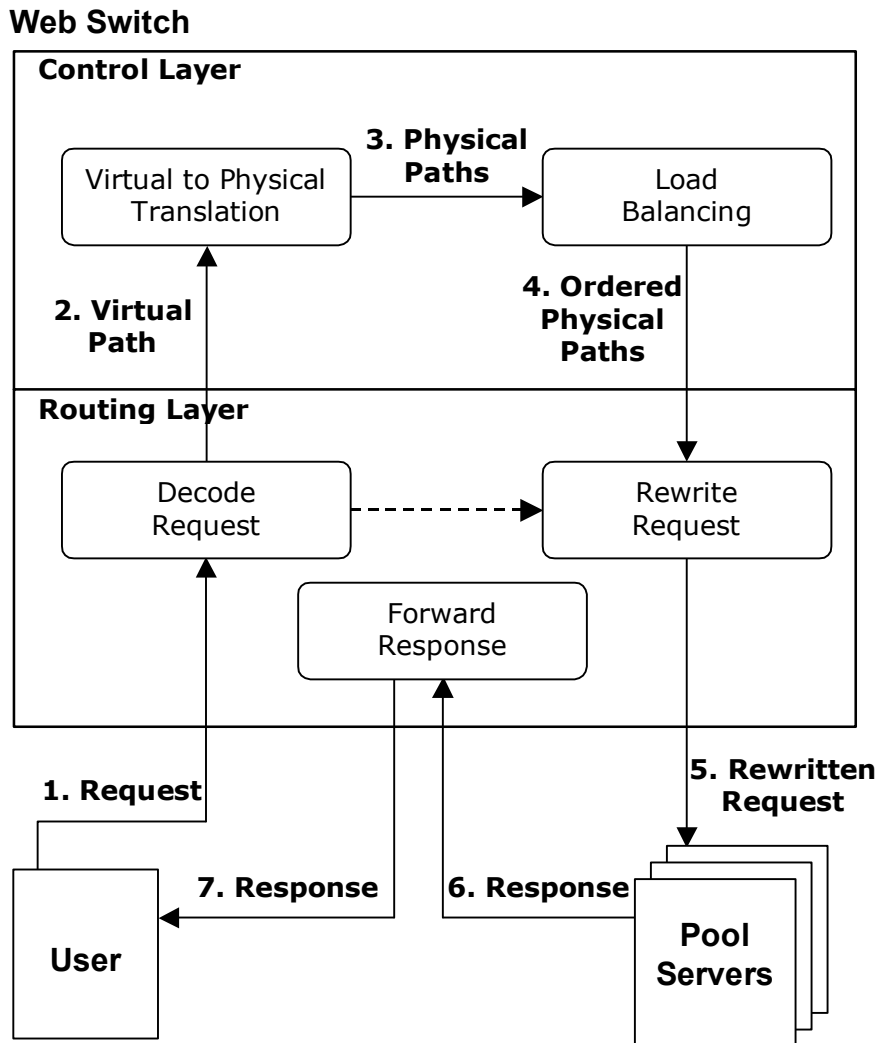 Web Switch
Control Layer
Virtual to Physical
Translation
3. Physical
Paths
Load
Balancing
2. Virtual
Path
4. Ordered
Physical
Paths
Routing Layer
Decode
Request
Rewrite
Request
Forward
Response
1. Request
5. Rewritten
Request
7. Response
6. Response
User
Pool
Servers